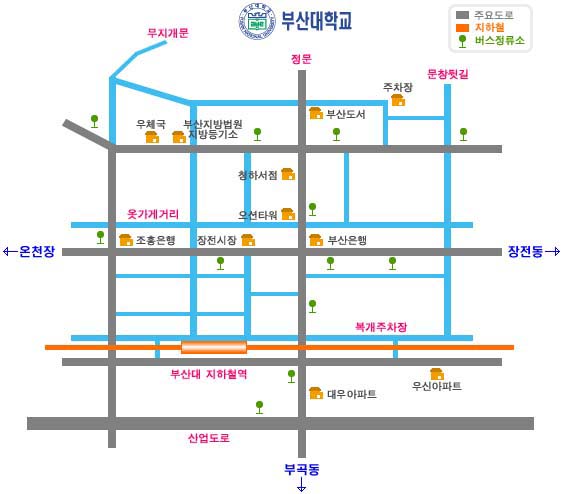 부산대학교
주요도로
지하철
버스정류소
무지개문
정문
문창뒷길
주차장
우체국
부산지방법원
지방등기소
부산도서
청하서점
옷가게거리
오션타워
온천장
조흥은행
장전시장
부산은행
장전동
복개주차장
부산대 지하철역
우신아파트
대우아파트
산업도로
부곡동